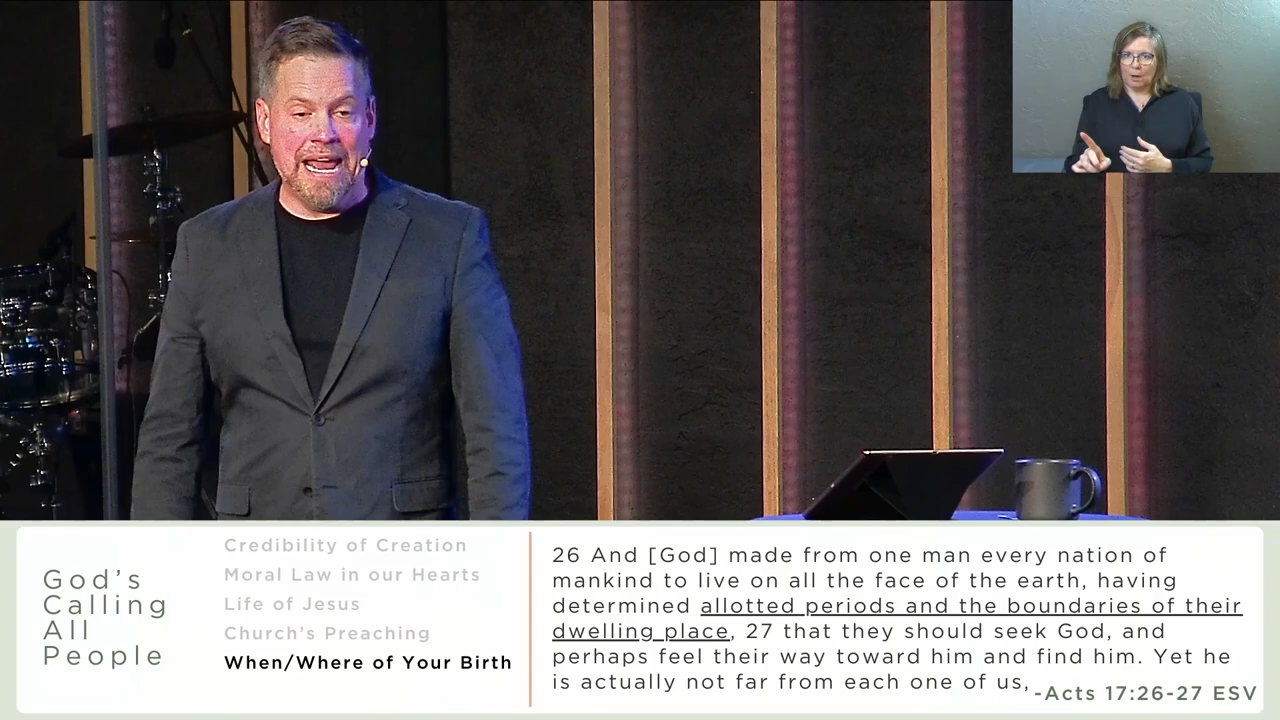 God's
Calling
All
People
Credibility of Creation
Moral Law in our Hearts
Life of Jesus
Church's Preaching
When/Where of Your Birth
26 And [God] made from one man every nation of
mankind to live on all the face of the earth, having
determined allotted periods and the boundaries of their
dwelling place, 27 that they should seek God, and
perhaps feel their way toward him and find him. Yet he
is actually not far from each one of us,
-Acts 17:26-27 ESV